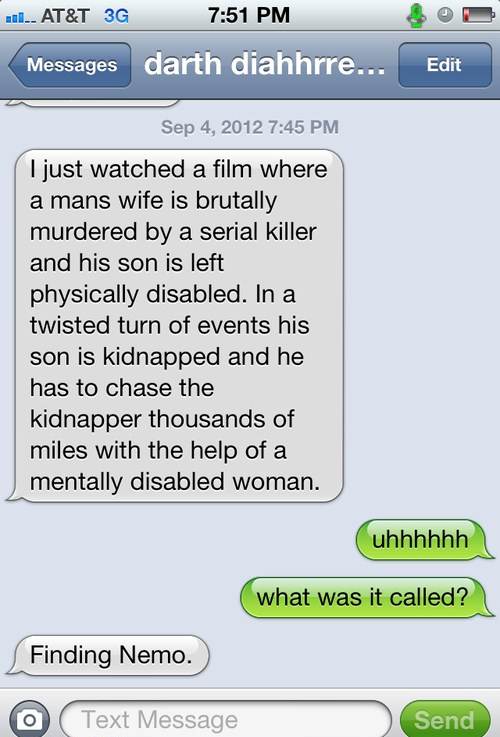 AT&T 3G 7:51 PM
Messages darth diahhrre... Edit
Sep 4, 2012 7:45 PM
I just watched a film where
a mans wife is brutally
murdered by a serial killer
and his son is left
physically disabled. In a
twisted turn of events his
son is kidnapped and he
has to chase the
kidnapper thousands of
miles with the help of a
mentally disabled woman.
uhhhhhh
what was it called?
Finding Nemo.
Text Message Send